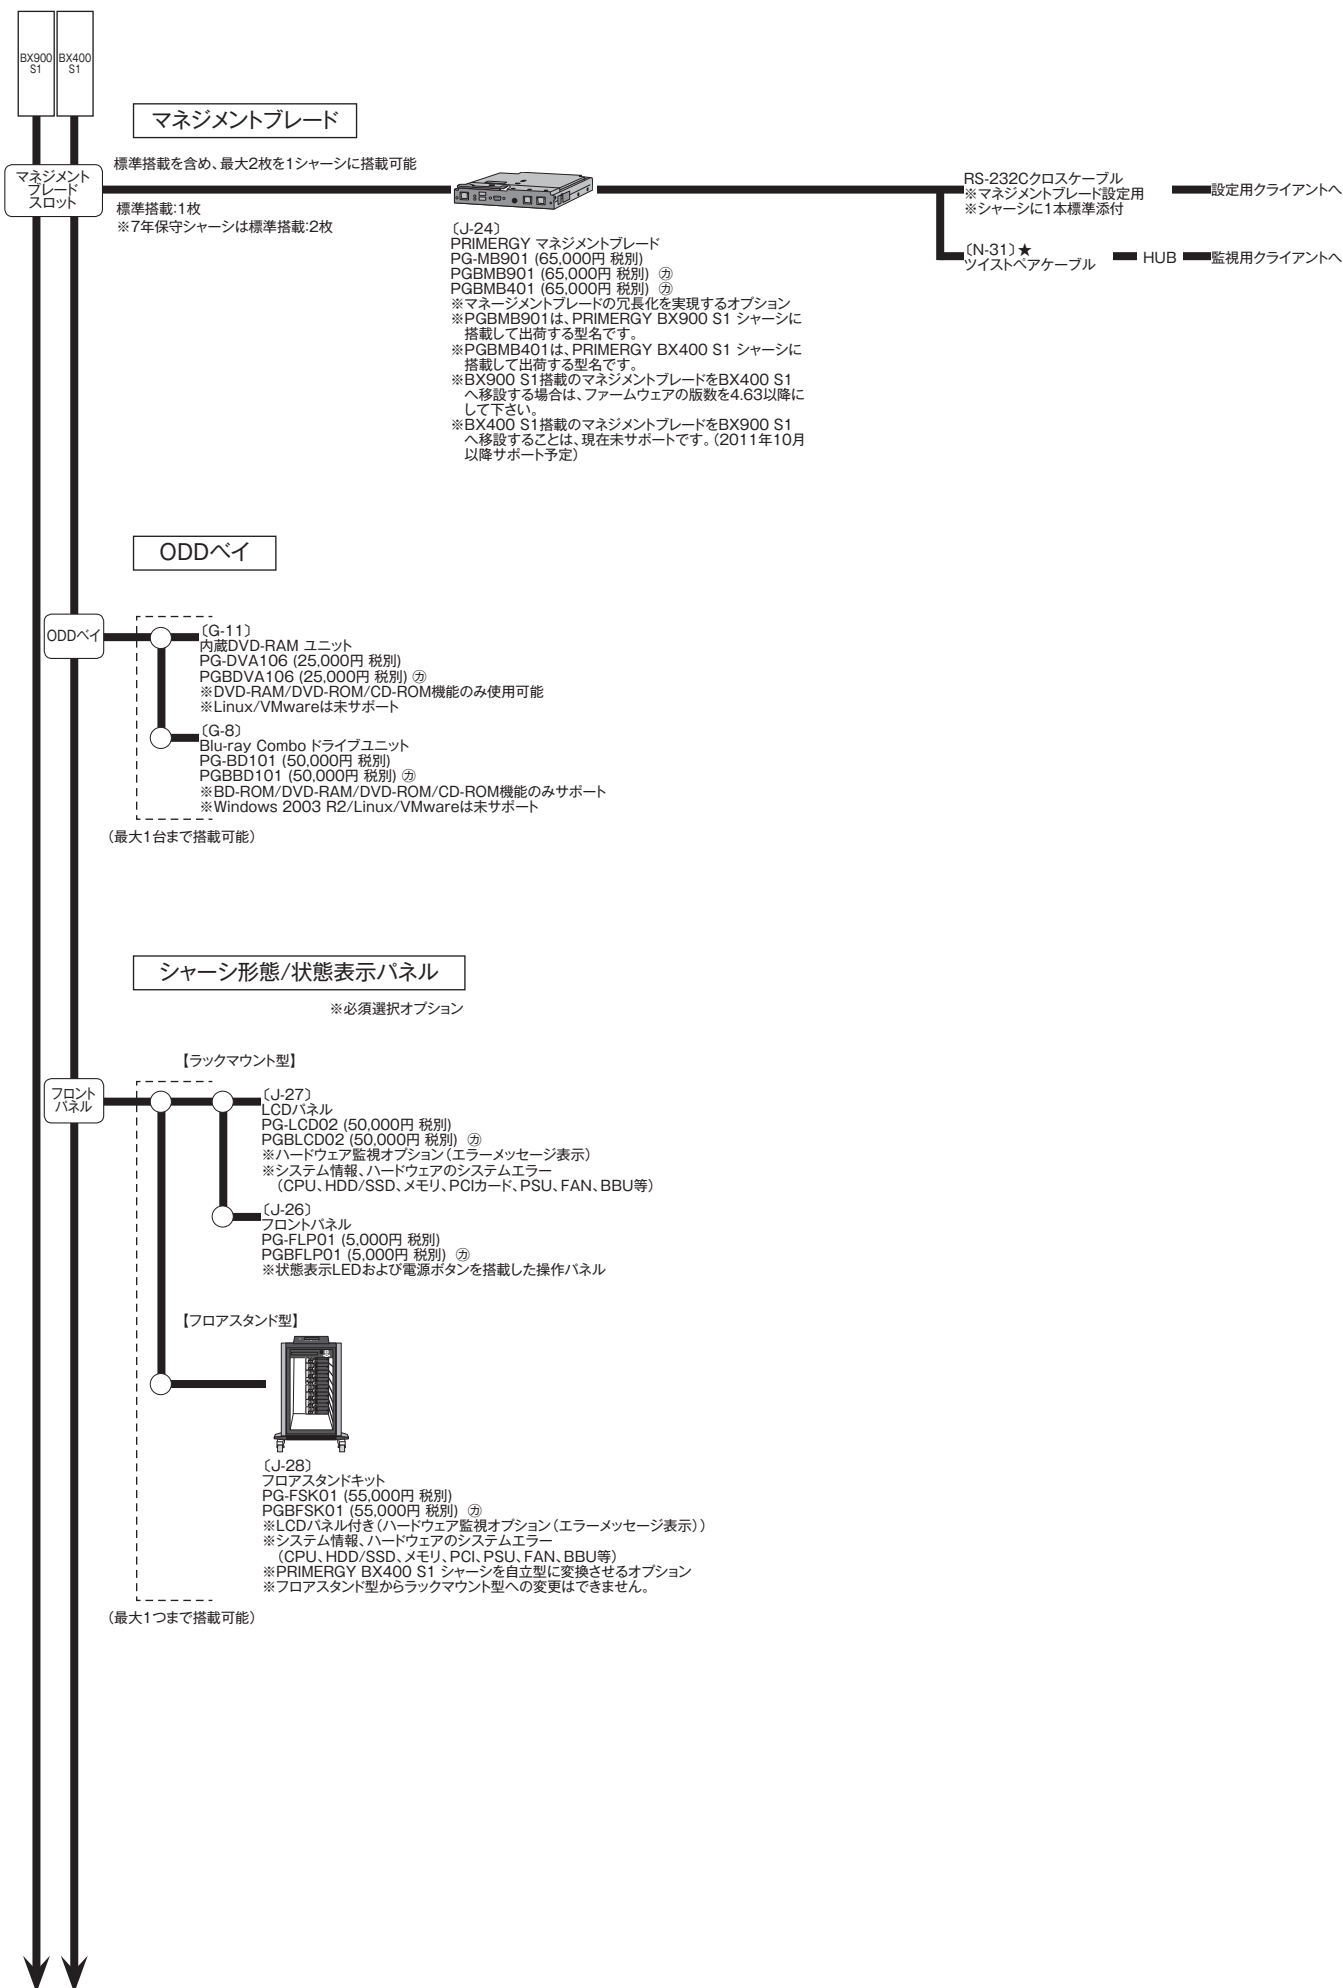 BX900
S1
BX400
S1
マネジメントブレード
マネジメント
ブレード
スロット
標準搭載を含め、最大2枚を1シャーシに搭載可能
標準搭載:1枚
※7年保守シャーシは標準搭載:2枚
〔J-24〕
PRIMERGY マネジメントブレード
PG-MB901 (65,000円 税別)
PGBMB901 (65,000円 税別) ㋕
PGBMB401 (65,000円 税別) ㋕
※マネージメントブレードの冗長化を実現するオプション
※PGBMB901は、PRIMERGY BX900 S1 シャーシに
搭載して出荷する型名です。
※PGBMB401は、PRIMERGY BX400 S1 シャーシに
搭載して出荷する型名です。
※BX900 S1搭載のマネジメントブレードをBX400 S1
へ移設する場合は、ファームウェアの版数を4.63以降に
して下さい。
※BX400 S1搭載のマネジメントブレードをBX900 S1
へ移設することは、現在未サポートです。(2011年10月
以降サポート予定)
RS-232Cクロスケーブル
※マネジメントブレード設定用
※シャーシに1本標準添付
設定用クライアントへ
〔N-31〕★
ツイストペアケーブル
HUB
監視用クライアントへ
ODDベイ
ODDベイ
〔G-11〕
内蔵DVD-RAM ユニット
PG-DVA106 (25,000円 税別)
PGBDVA106 (25,000円 税別) ㋕
※DVD-RAM/DVD-ROM/CD-ROM機能のみ使用可能
※Linux/VMwareは未サポート
〔G-8〕
Blu-ray Combo ドライブユニット
PG-BD101 (50,000円 税別)
PGBBD101 (50,000円 税別) ㋕
※BD-ROM/DVD-RAM/DVD-ROM/CD-ROM機能のみサポート
※Windows 2003 R2/Linux/VMwareは未サポート
(最大1台まで搭載可能)
シャーシ形態/状態表示パネル
※必須選択オプション
【ラックマウント型】
フロント
パネル
〔J-27〕
LCDパネル
PG-LCD02 (50,000円 税別)
PGBLCD02 (50,000円 税別) ㋕
※ハードウェア監視オプション(エラーメッセージ表示)
※システム情報、ハードウェアのシステムエラー
(CPU、HDD/SSD、メモリ、PCIカード、PSU、FAN、BBU等)
〔J-26〕
フロントパネル
PG-FLP01 (5,000円 税別)
PGBFLP01 (5,000円 税別) ㋕
※状態表示LEDおよび電源ボタンを搭載した操作パネル
【フロアスタンド型】
〔J-28〕
フロアスタンドキット
PG-FSK01 (55,000円 税別)
PGBFSK01 (55,000円 税別) ㋕
※LCDパネル付き(ハードウェア監視オプション(エラーメッセージ表示))
※システム情報、ハードウェアのシステムエラー
(CPU、HDD/SSD、メモリ、PCI、PSU、FAN、BBU等)
※PRIMERGY BX400 S1 シャーシを自立型に変換させるオプション
※フロアスタンド型からラックマウント型への変更はできません。
(最大1つまで搭載可能)